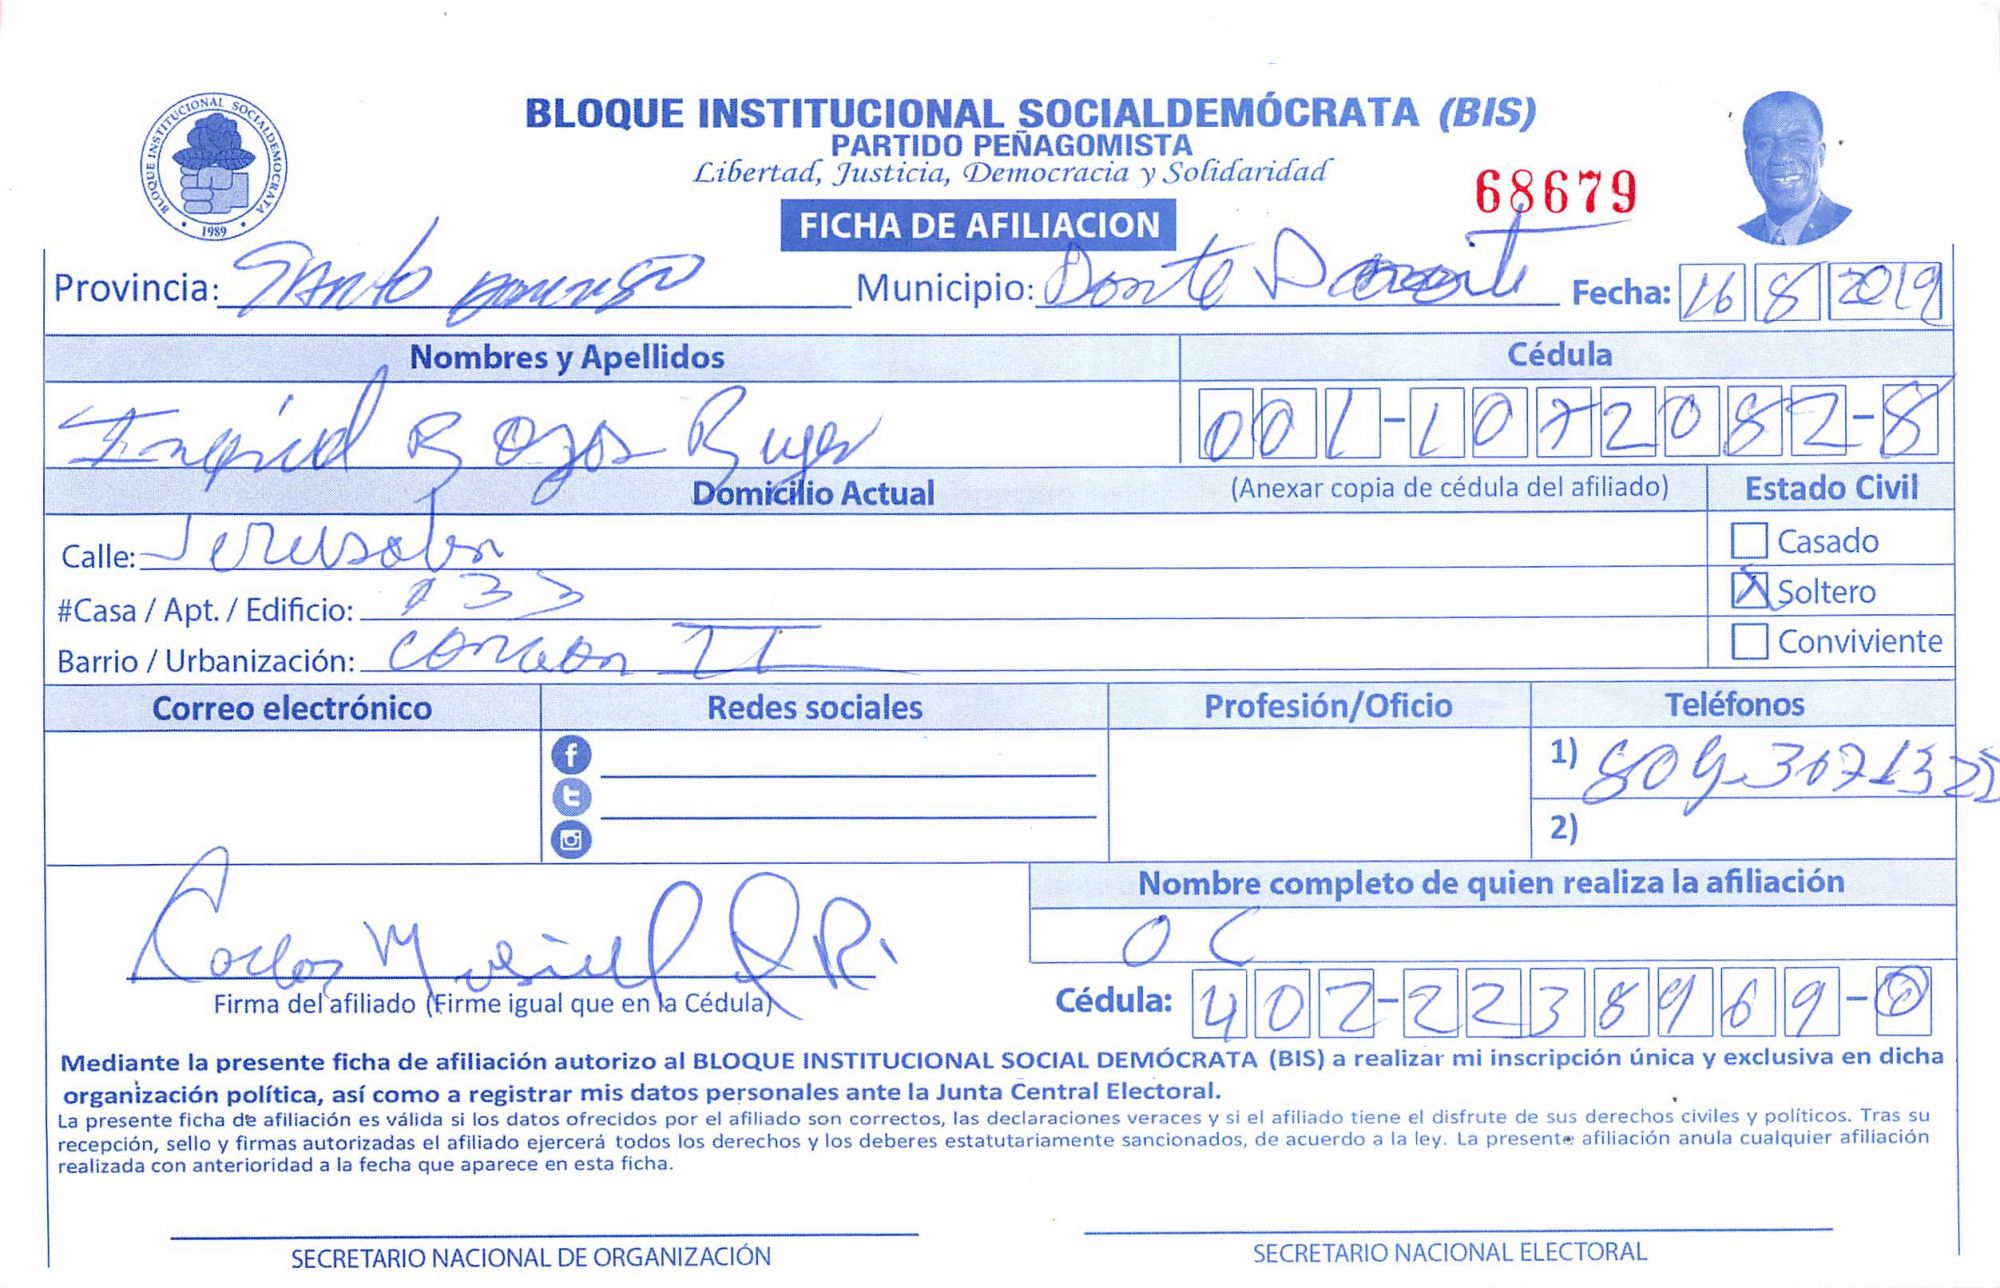 BLOQUE INSTITUCIONAL SOCIALDEMOCRATA
1989
BLOQUE INSTITUCIONAL SOCIALDEMÓCRATA (BIS)
PARTIDO PEÑAGOMISTA
Libertad, Justicia, Democracia y Solidaridad
68679
FICHA DE AFILIACION
Provincia: Santo Domingo Municipio: Fecha: 16 8 2019
Nombres y Apellidos Cédula
Ingrid Rojas 001-1072082-8
Domicilio Actual (Anexar copia de cédula del afiliado) Estado Civil
Calle: Jerusalen Casado
#Casa / Apt. / Edificio: X Soltero
Barrio / Urbanización: II Conviviente
Correo electrónico Redes sociales Profesión/Oficio Teléfonos
1) 809-3071325
2)
Nombre completo de quien realiza la afiliación
Carlos R. O C
Firma del afiliado (Firme igual que en la Cédula) Cédula: 402-2238969-0
Mediante la presente ficha de afiliación autorizo al BLOQUE INSTITUCIONAL SOCIAL DEMÓCRATA (BIS) a realizar mi inscripción única y exclusiva en dicha
organización política, así como a registrar mis datos personales ante la Junta Central Electoral.
La presente ficha de afiliación es válida si los datos ofrecidos por el afiliado son correctos, las declaraciones veraces y si el afiliado tiene el disfrute de sus derechos civiles y políticos. Tras su
recepción, sello y firmas autorizadas el afiliado ejercerá todos los derechos y los deberes estatutariamente sancionados, de acuerdo a la ley. La presente afiliación anula cualquier afiliación
realizada con anterioridad a la fecha que aparece en esta ficha.
SECRETARIO NACIONAL DE ORGANIZACIÓN SECRETARIO NACIONAL ELECTORAL